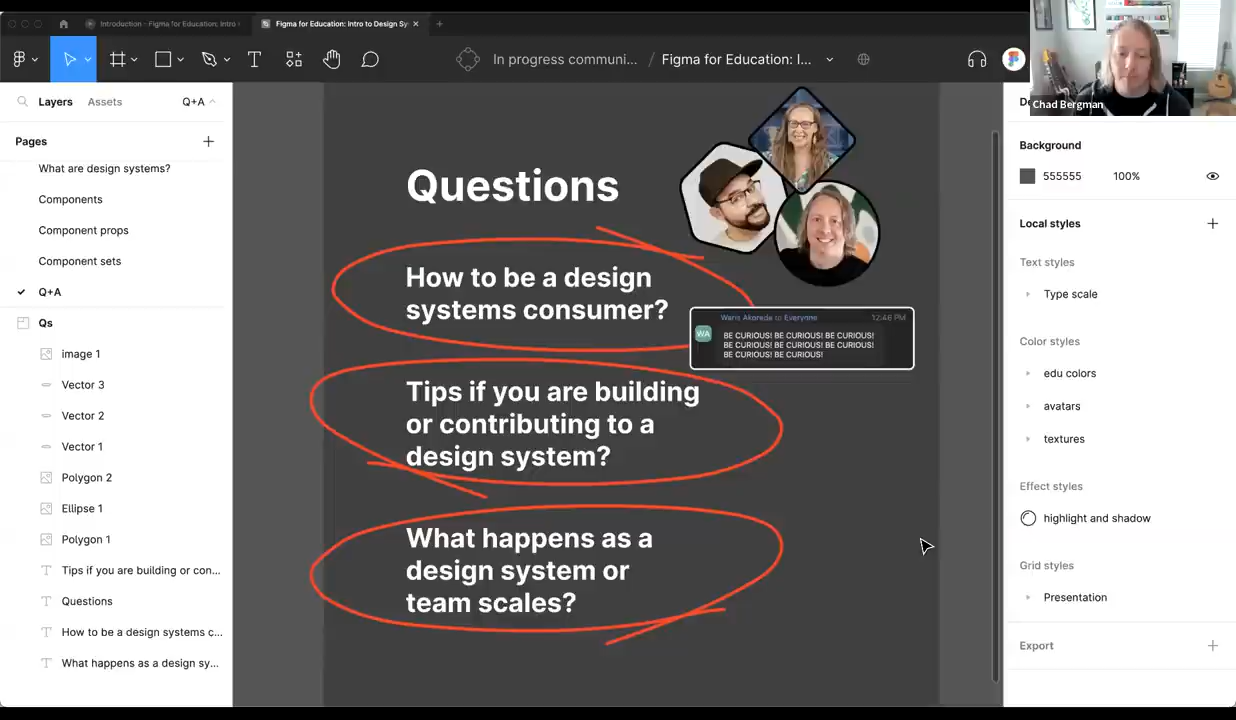 Introduction - Figma for Education: Intro t
Figma for Education: Intro to Design Sy
In progress communi...
/
Figma for Education: I...
Chad Bergman
Layers
Assets
Q+A
Pages
What are design systems?
Components
Component props
Component sets
Q+A
Qs
image 1
Vector 3
Vector 2
Vector 1
Polygon 2
Ellipse 1
Polygon 1
Tips if you are building or con...
Questions
How to be a design systems c...
What happens as a design sy...
Questions
How to be a design
systems consumer?
Waris Akorede to Everyone
12:46 PM
WA
BE CURIOUS! BE CURIOUS! BE CURIOUS!
BE CURIOUS! BE CURIOUS! BE CURIOUS!
BE CURIOUS! BE CURIOUS!
Tips if you are building
or contributing to a
design system?
What happens as a
design system or
team scales?
Background
555555
100%
Local styles
Text styles
Type scale
Color styles
edu colors
avatars
textures
Effect styles
highlight and shadow
Grid styles
Presentation
Export